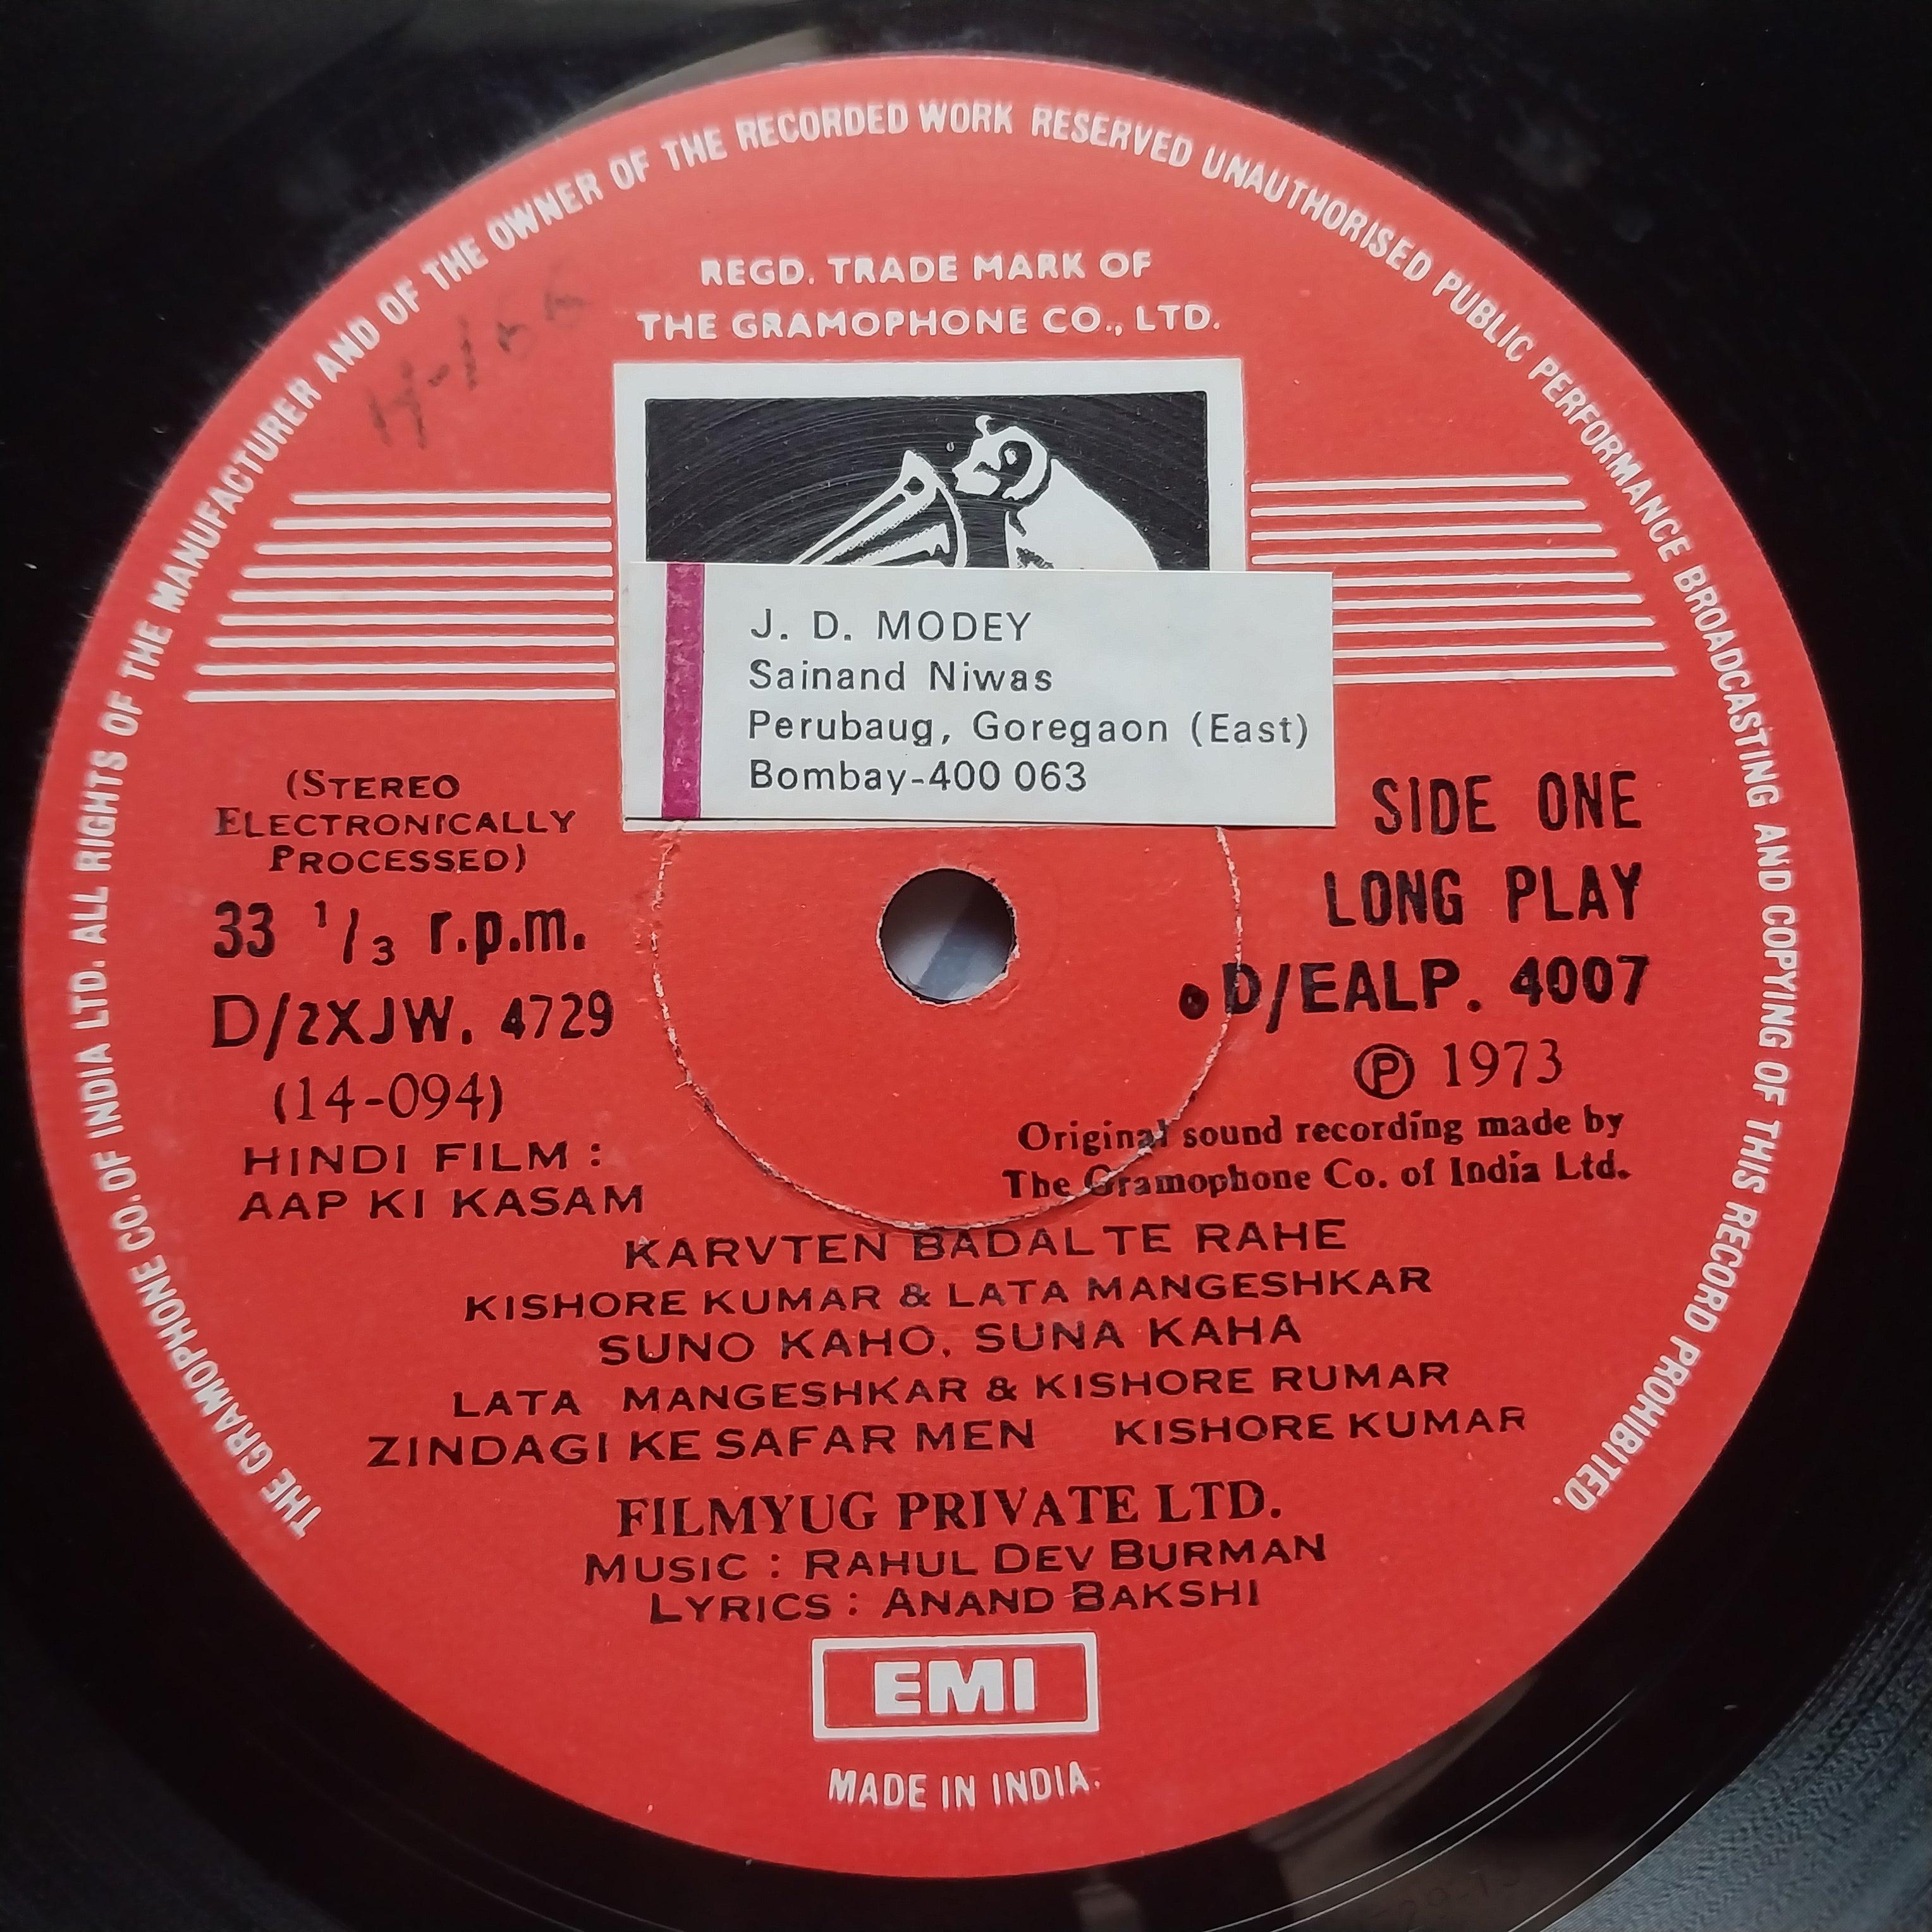 THE GRAMOPHONE CO. OF INDIA LTD. ALL RIGHTS OF THE MANUFACTURER AND OF THE OWNER OF THE RECORDED WORK RESERVED UNAUTHORISED PUBLIC PERFORMANCE BROADCASTING AND COPYING OF THIS RECORD PROHIBITED.
REGD. TRADE MARK OF
THE GRAMOPHONE CO., LTD.
J. D. MODEY
Sainand Niwas
Perubaug, Goregaon (East)
Bombay-400 063
(STEREO
ELECTRONICALLY
PROCESSED)
33 1/3 r.p.m.
D/2XJW. 4729
(14-094)
HINDI FILM :
AAP KI KASAM
SIDE ONE
LONG PLAY
D/EALP. 4007
Ⓟ 1973
Original sound recording made by
The Gramophone Co. of India Ltd.
KARVTEN BADALTE RAHE
KISHORE KUMAR & LATA MANGESHKAR
SUNO KAHO, SUNA KAHA
LATA MANGESHKAR & KISHORE RUMAR
ZINDAGI KE SAFAR MEN KISHORE KUMAR
FILMYUG PRIVATE LTD.
MUSIC : RAHUL DEV BURMAN
LYRICS : ANAND BAKSHI
EMI
MADE IN INDIA.